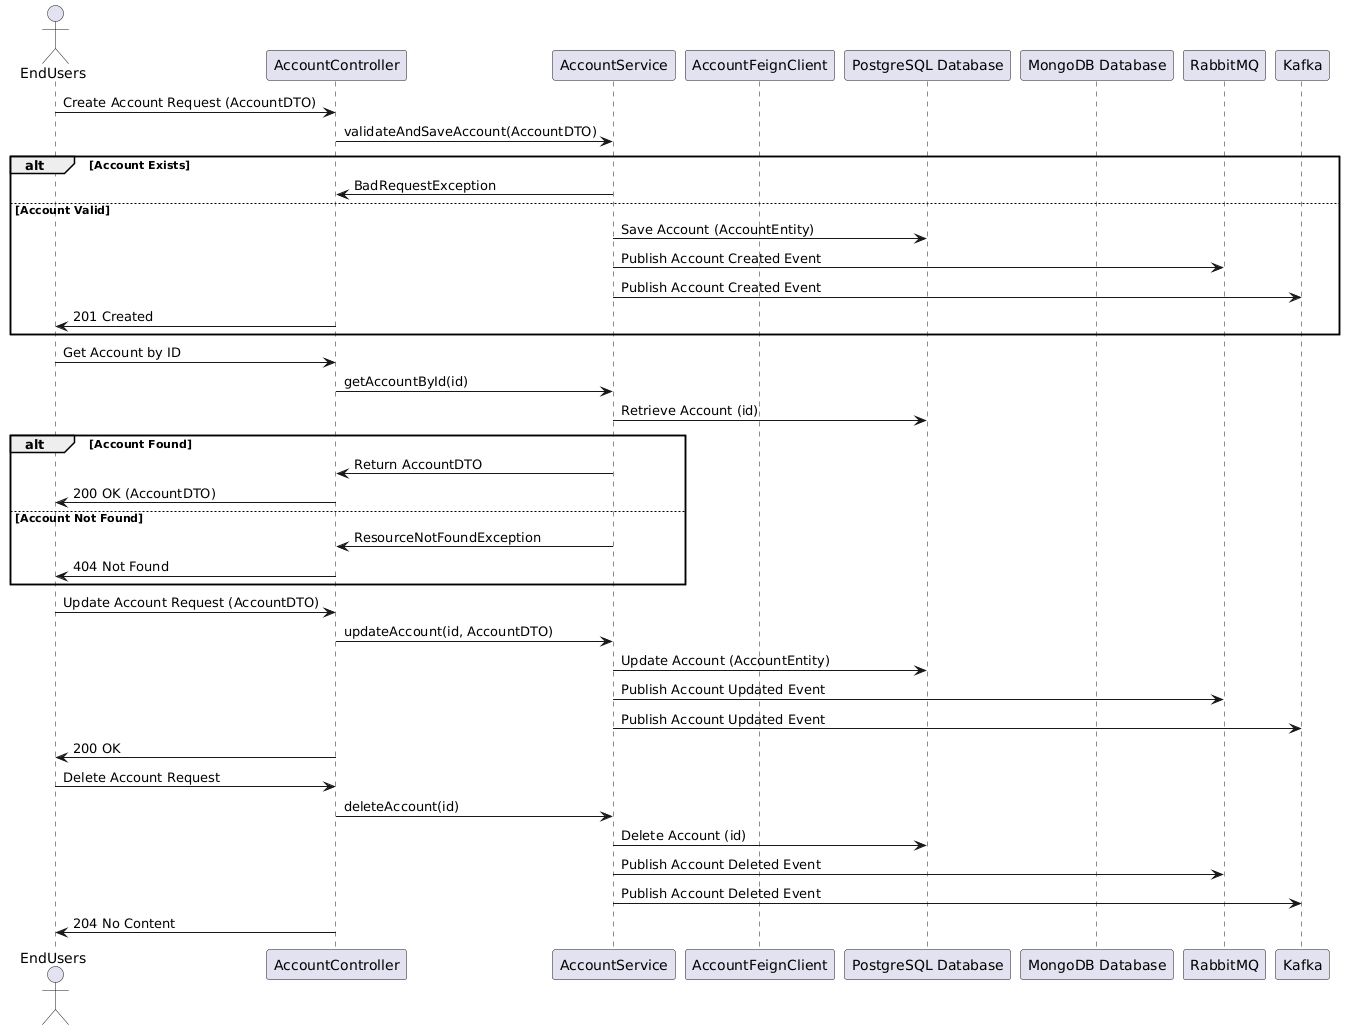 EndUsers
AccountController
AccountService
AccountFeignClient
PostgreSQL Database
MongoDB Database
RabbitMQ
Kafka
Create Account Request (AccountDTO)
validateAndSaveAccount(AccountDTO)
alt [Account Exists]
BadRequestException
[Account Valid]
Save Account (AccountEntity)
Publish Account Created Event
Publish Account Created Event
201 Created
Get Account by ID
getAccountById(id)
Retrieve Account (id)
alt [Account Found]
Return AccountDTO
200 OK (AccountDTO)
[Account Not Found]
ResourceNotFoundException
404 Not Found
Update Account Request (AccountDTO)
updateAccount(id, AccountDTO)
Update Account (AccountEntity)
Publish Account Updated Event
Publish Account Updated Event
200 OK
Delete Account Request
deleteAccount(id)
Delete Account (id)
Publish Account Deleted Event
Publish Account Deleted Event
204 No Content
EndUsers
AccountController
AccountService
AccountFeignClient
PostgreSQL Database
MongoDB Database
RabbitMQ
Kafka